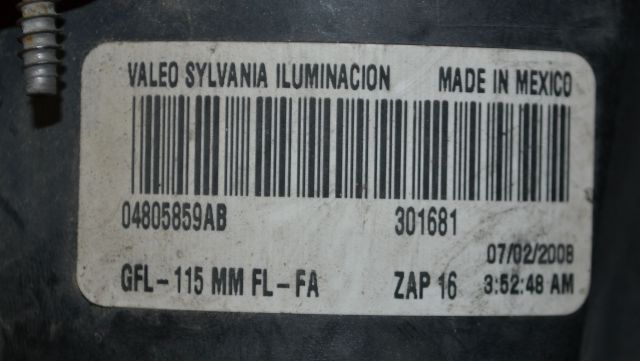 VALEO SYLVANIA ILUMINACION MADE IN MEXICO
04805859AB 301681
07/02/2008
GFL-115 MM FL-FA ZAP 16 3:52:48 AM